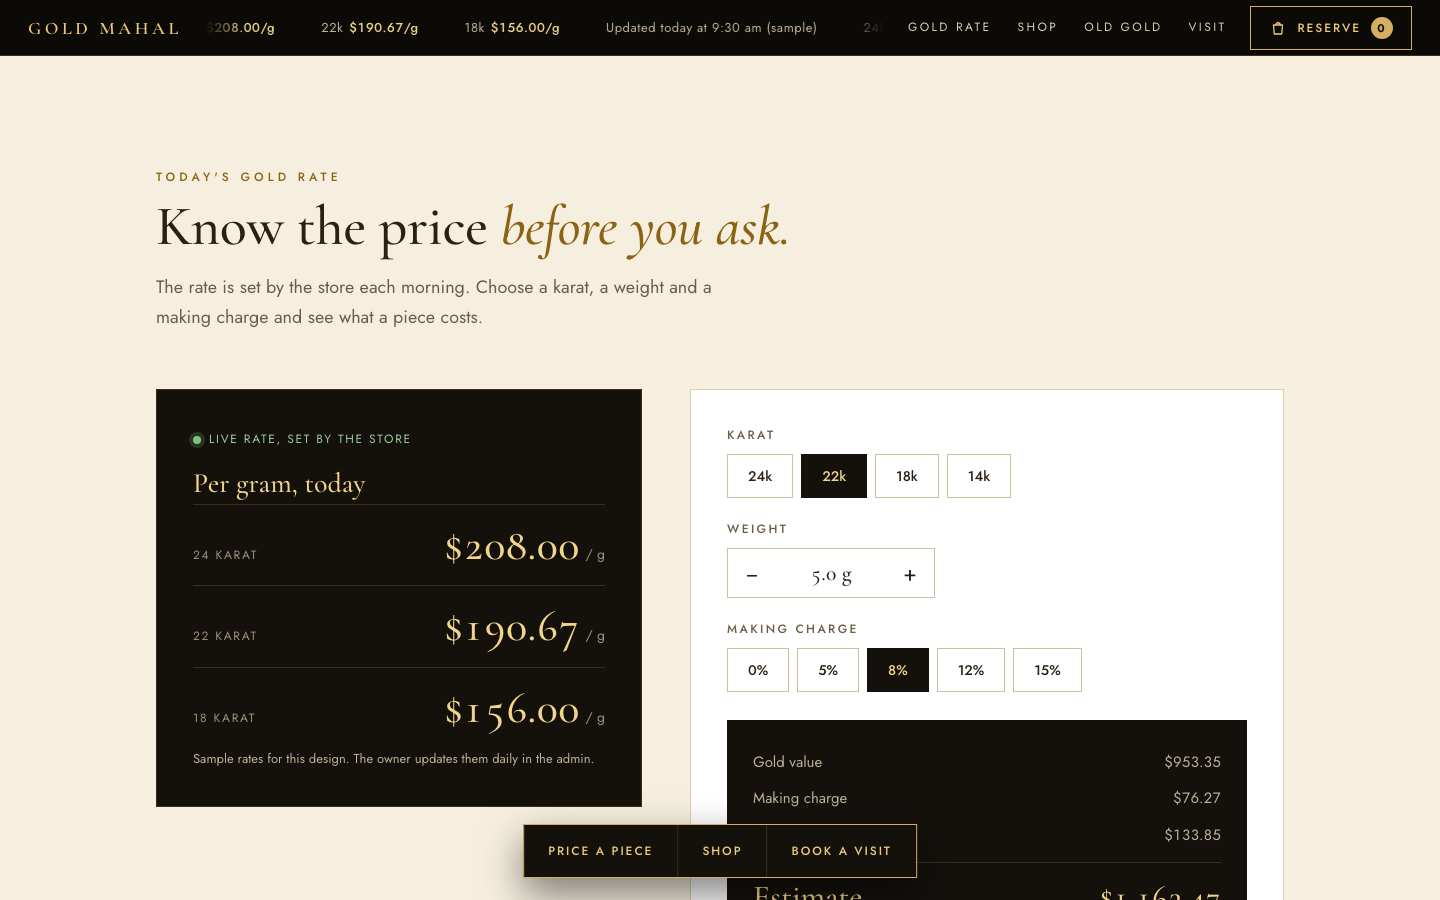 GOLD MAHAL
$208.00/g 22k $190.67/g 18k $156.00/g Updated today at 9:30 am (sample)
GOLD RATE SHOP OLD GOLD VISIT RESERVE 0
TODAY'S GOLD RATE
Know the price before you ask.
The rate is set by the store each morning. Choose a karat, a weight and a
making charge and see what a piece costs.
LIVE RATE, SET BY THE STORE
Per gram, today
24 KARAT $208.00 / g
22 KARAT $190.67 / g
18 KARAT $156.00 / g
Sample rates for this design. The owner updates them daily in the admin.
KARAT
24k 22k 18k 14k
WEIGHT
− 5.0 g +
MAKING CHARGE
0% 5% 8% 12% 15%
Gold value $953.35
Making charge $76.27
$133.85
Estimate $1,163.47
PRICE A PIECE SHOP BOOK A VISIT